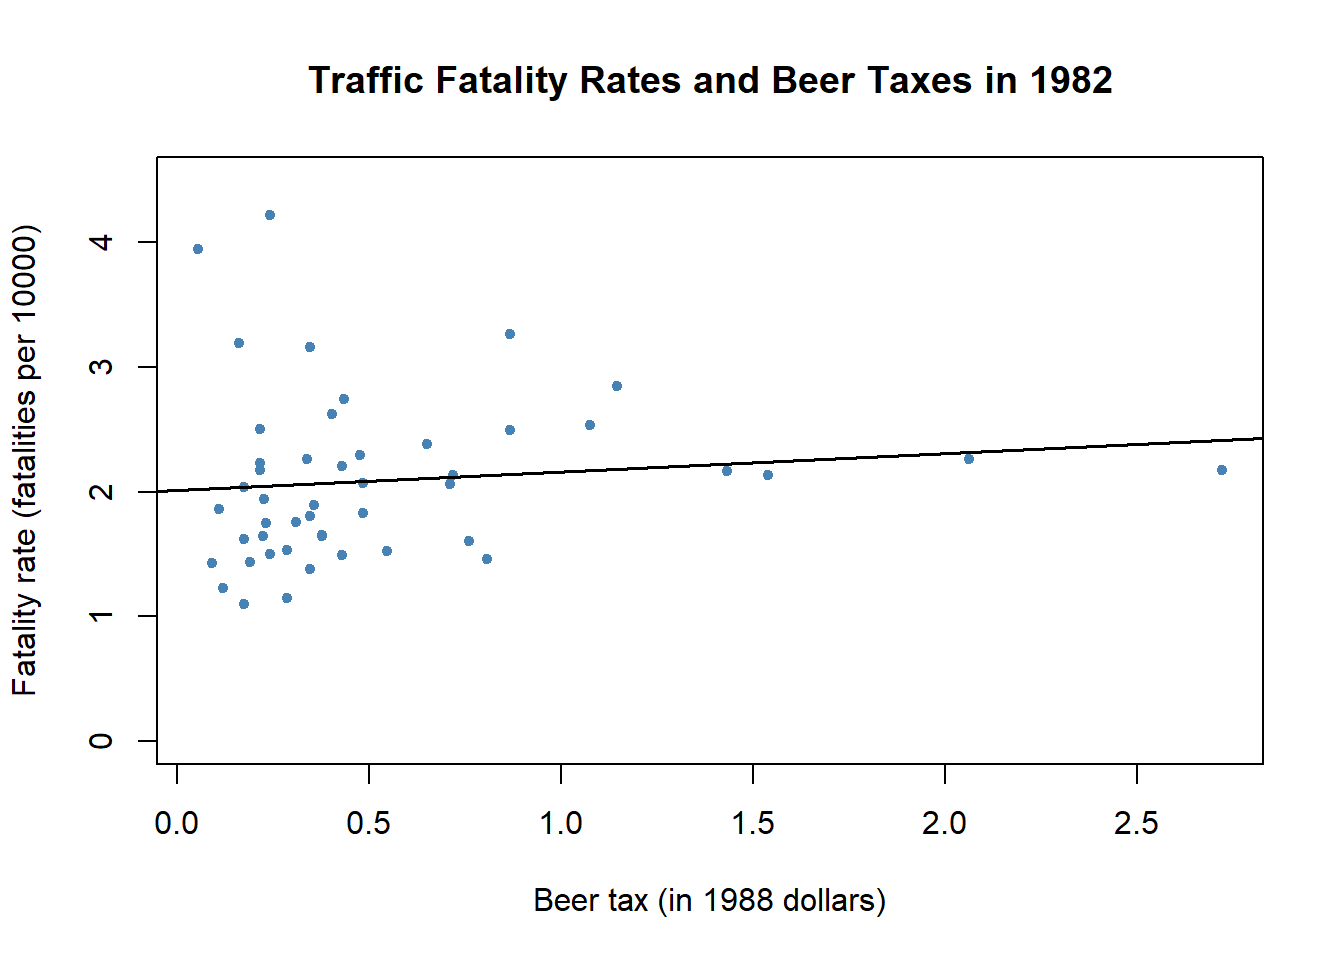 Traffic Fatality Rates and Beer Taxes in 1982
Fatality rate (fatalities per 10000)
4
3
2
1
0
0.0 0.5 1.0 1.5 2.0 2.5
Beer tax (in 1988 dollars)